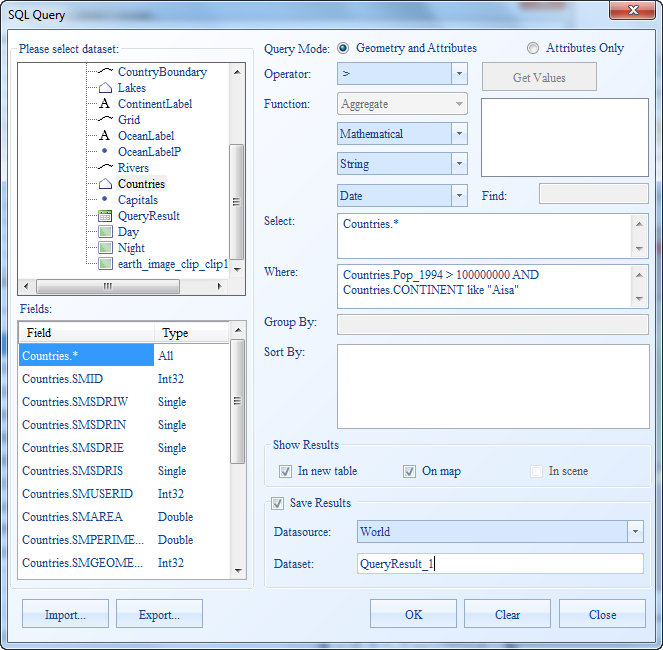 SQL Query
Please select dataset:
CountryBoundary
Lakes
A ContinentLabel
Grid
A OceanLabel
OceanLabelP
Rivers
Countries
Capitals
QueryResult
Day
Night
earth_image_clip_clip1
Fields:
Field Type
Countries.* All
Countries.SMID Int32
Countries.SMSDRIW Single
Countries.SMSDRIN Single
Countries.SMSDRIE Single
Countries.SMSDRIS Single
Countries.SMUSERID Int32
Countries.SMAREA Double
Countries.SMPERIME... Double
Countries.SMGEOME... Int32
Query Mode: Geometry and Attributes Attributes Only
Operator: > Get Values
Function: Aggregate
Mathematical
String
Date Find:
Select: Countries.*
Where: Countries.Pop_1994 > 100000000 AND
Countries.CONTINENT like "Aisa"
Group By:
Sort By:
Show Results
In new table On map In scene
Save Results
Datasource: World
Dataset: QueryResult_1
Import... Export... OK Clear Close